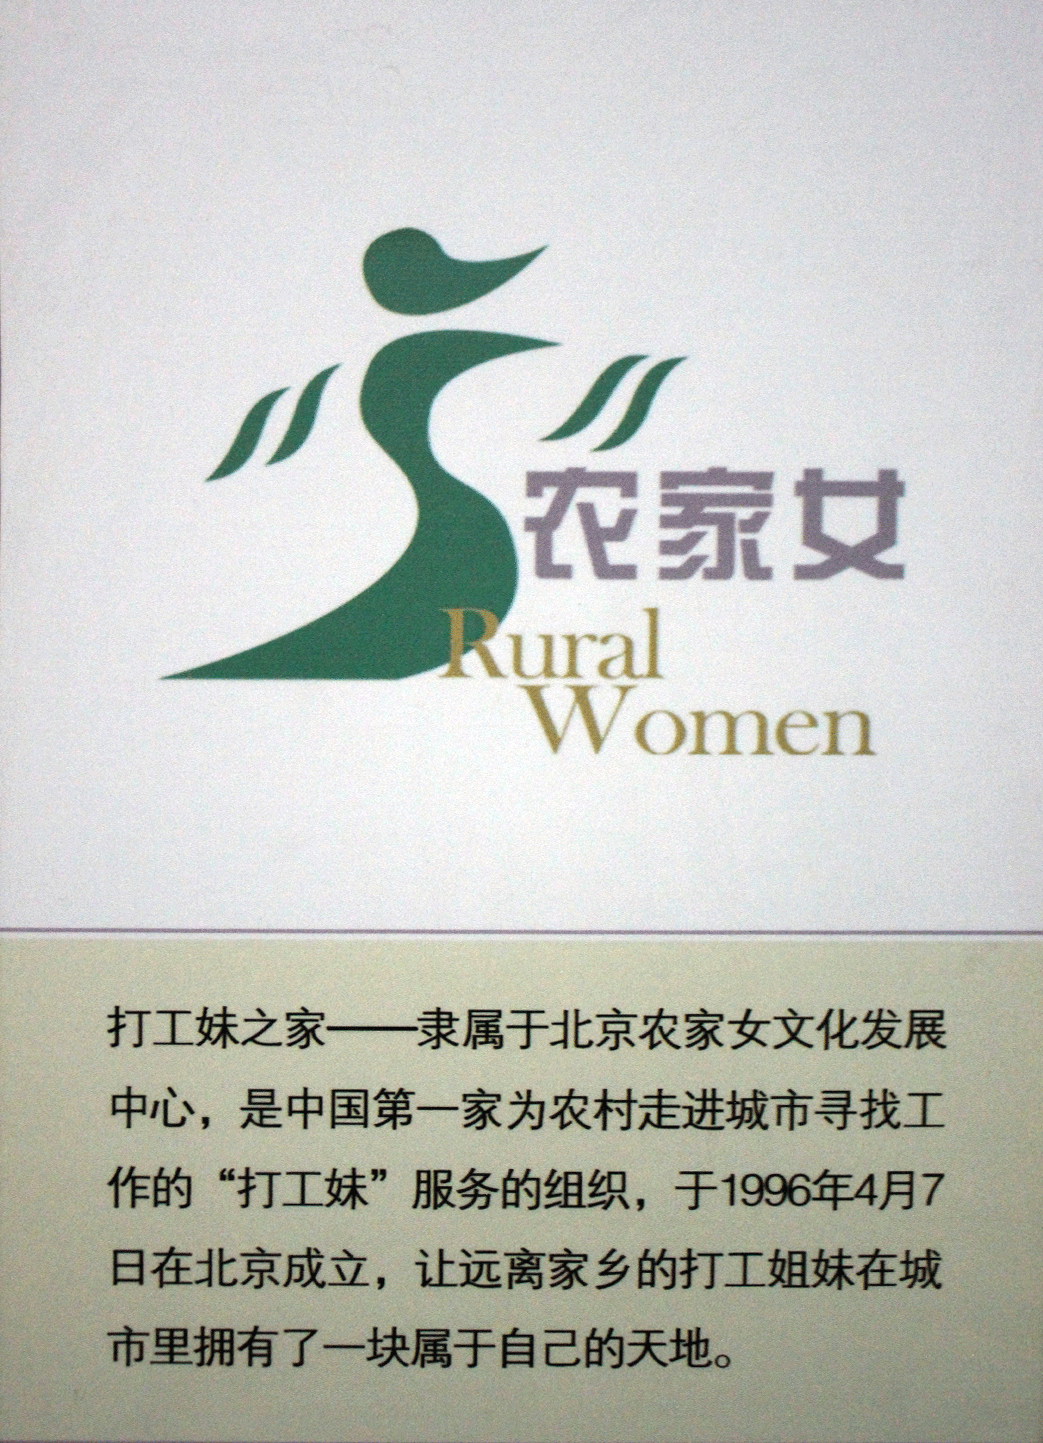 农家女
Rural
Women
打工妹之家——隶属于北京农家女文化发展
中心，是中国第一家为农村走进城市寻找工
作的“打工妹”服务的组织，于1996年4月7
日在北京成立，让远离家乡的打工姐妹在城
市里拥有了一块属于自己的天地。